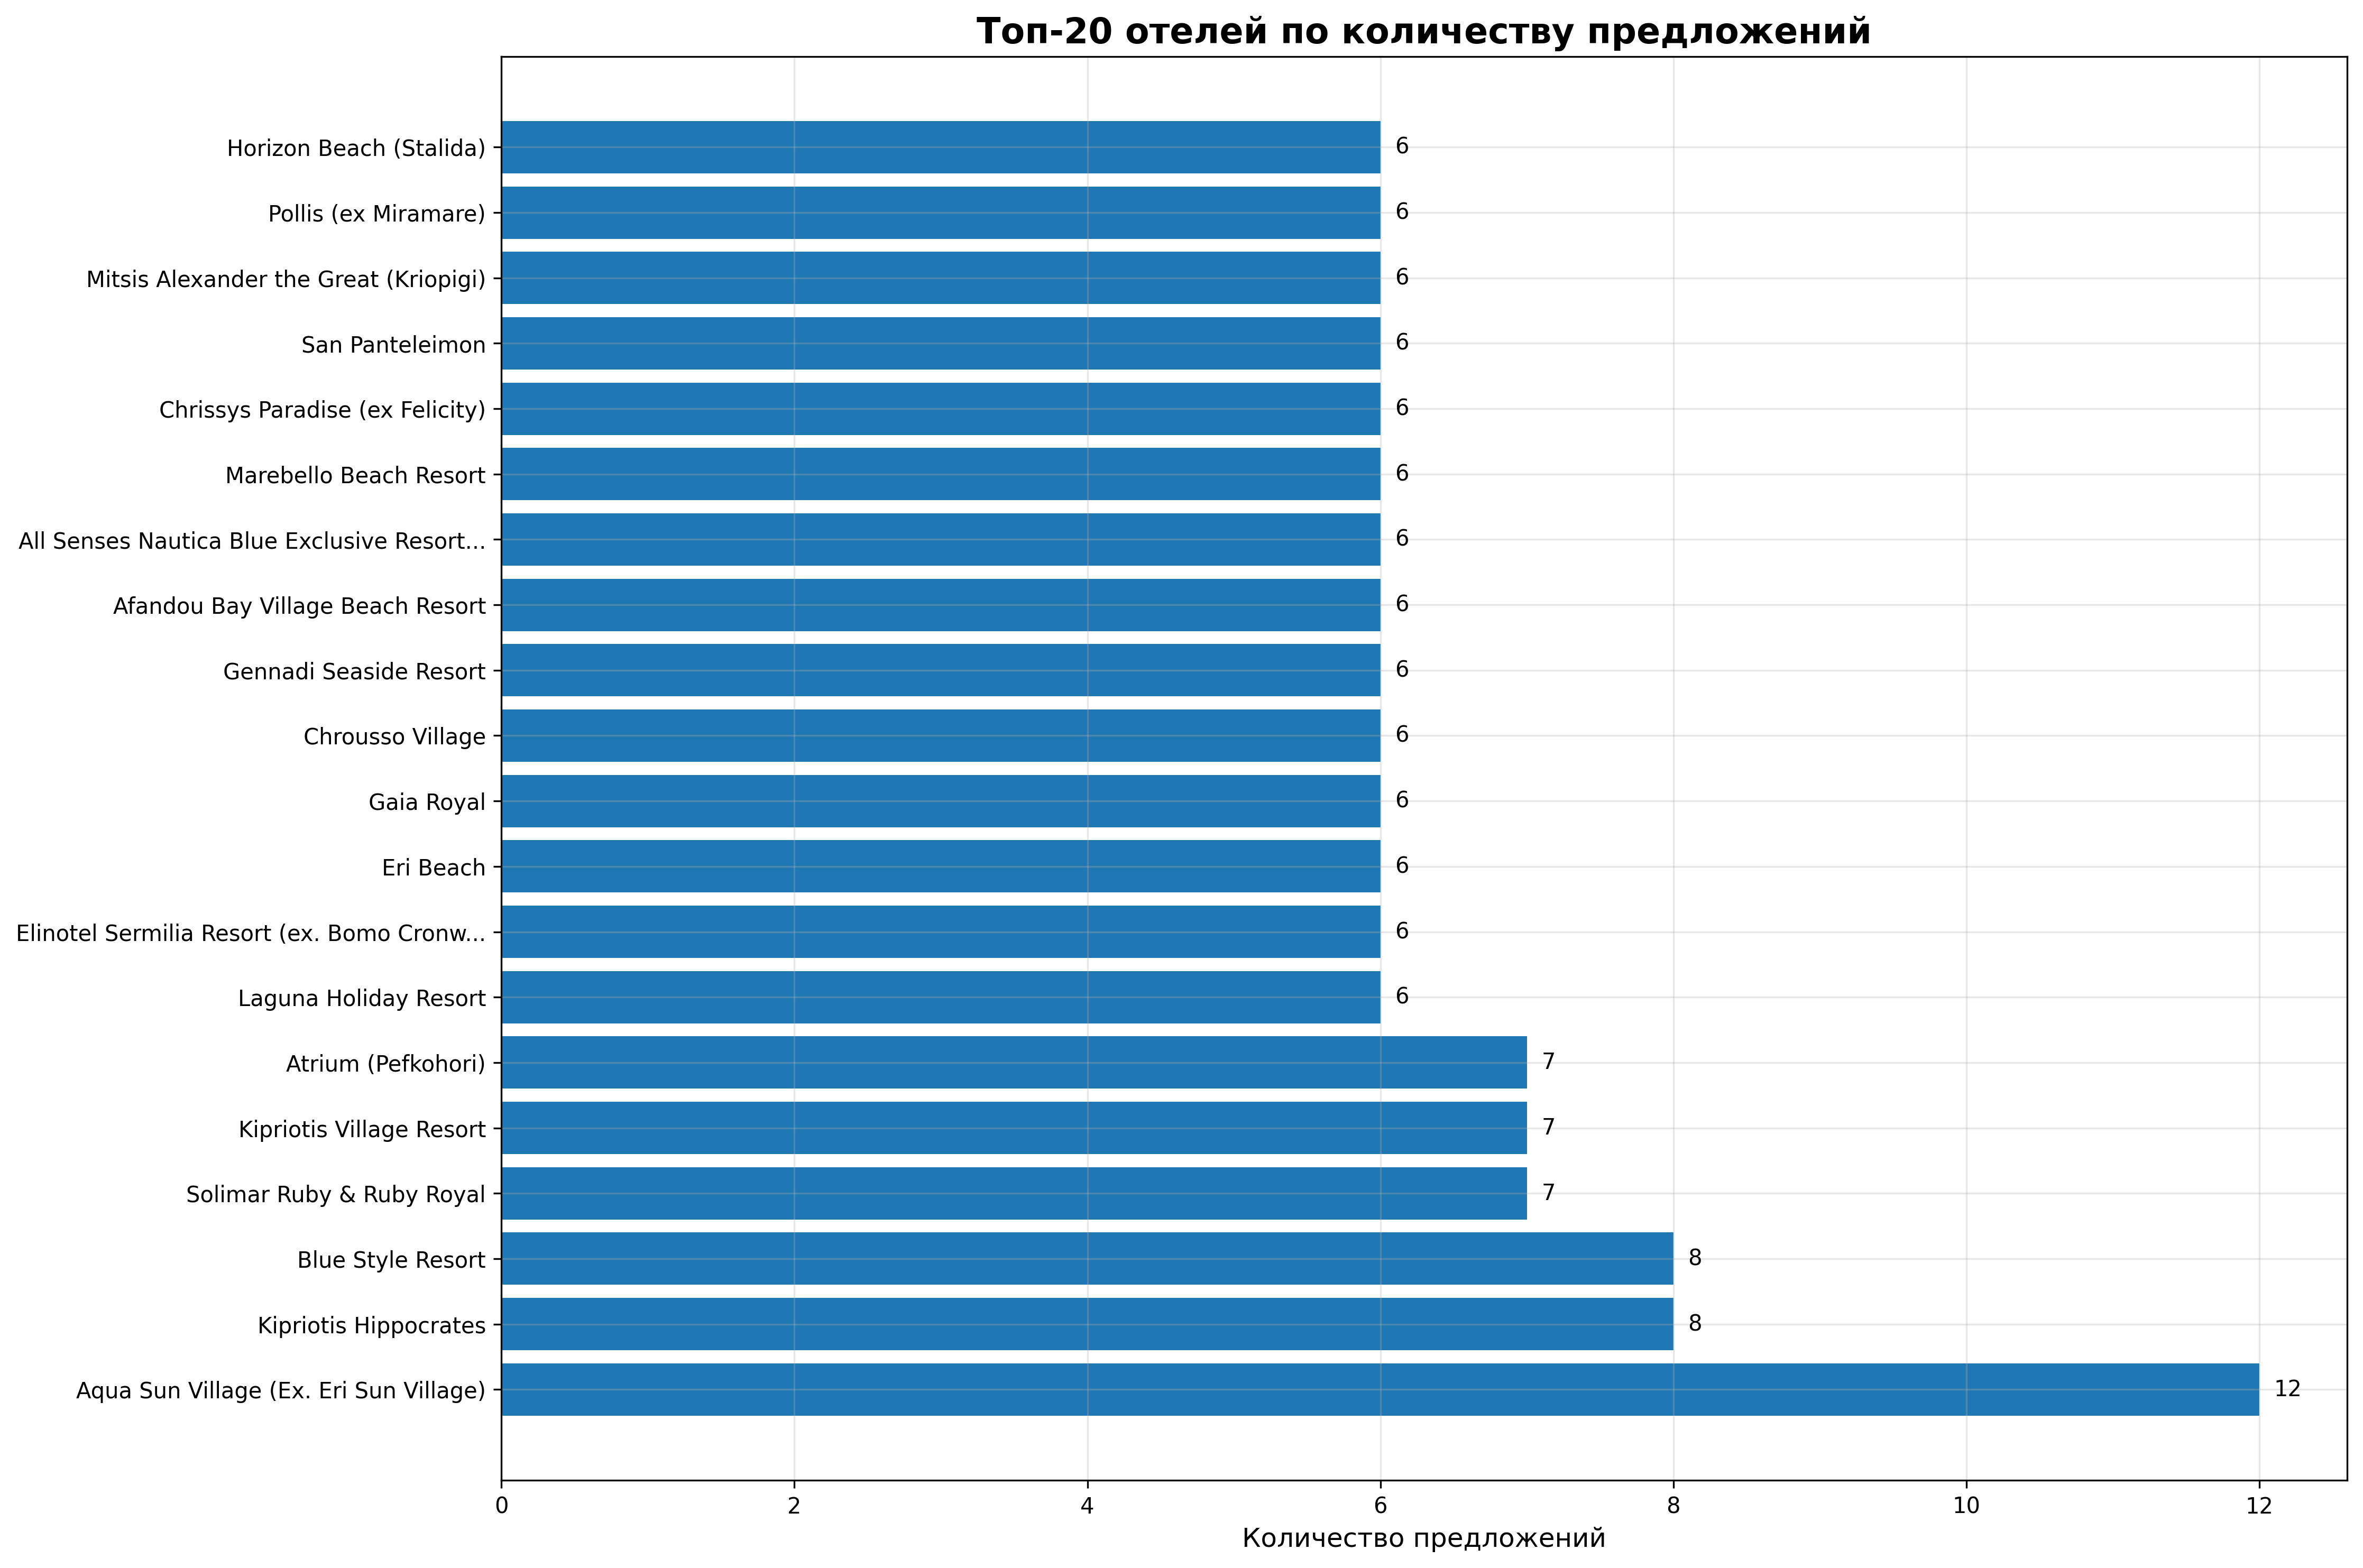 Топ-20 отелей по количеству предложений
Horizon Beach (Stalida)
6
Pollis (ex Miramare)
6
Mitsis Alexander the Great (Kriopigi)
6
San Panteleimon
6
Chrissys Paradise (ex Felicity)
6
Marebello Beach Resort
6
All Senses Nautica Blue Exclusive Resort...
6
Afandou Bay Village Beach Resort
6
Gennadi Seaside Resort
6
Chrousso Village
6
Gaia Royal
6
Eri Beach
6
Elinotel Sermilia Resort (ex. Bomo Cronw...
6
Laguna Holiday Resort
6
Atrium (Pefkohori)
7
Kipriotis Village Resort
7
Solimar Ruby & Ruby Royal
7
Blue Style Resort
8
Kipriotis Hippocrates
8
Aqua Sun Village (Ex. Eri Sun Village)
12
0 2 4 6 8 10 12
Количество предложений